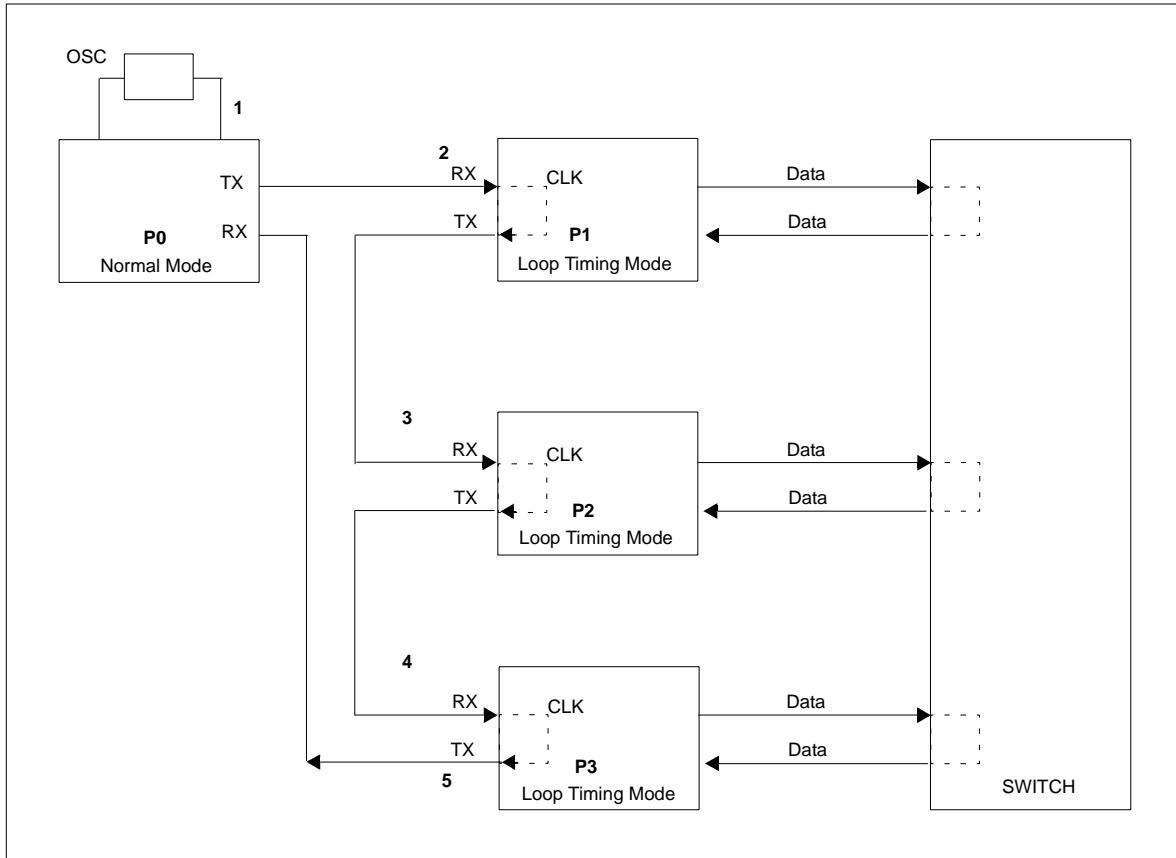 OSC
1
TX
RX
P0
Normal Mode
2
RX
CLK
TX
P1
Loop Timing Mode
Data
Data
3
RX
CLK
TX
P2
Loop Timing Mode
Data
Data
4
RX
CLK
TX
5
P3
Loop Timing Mode
Data
Data
SWITCH